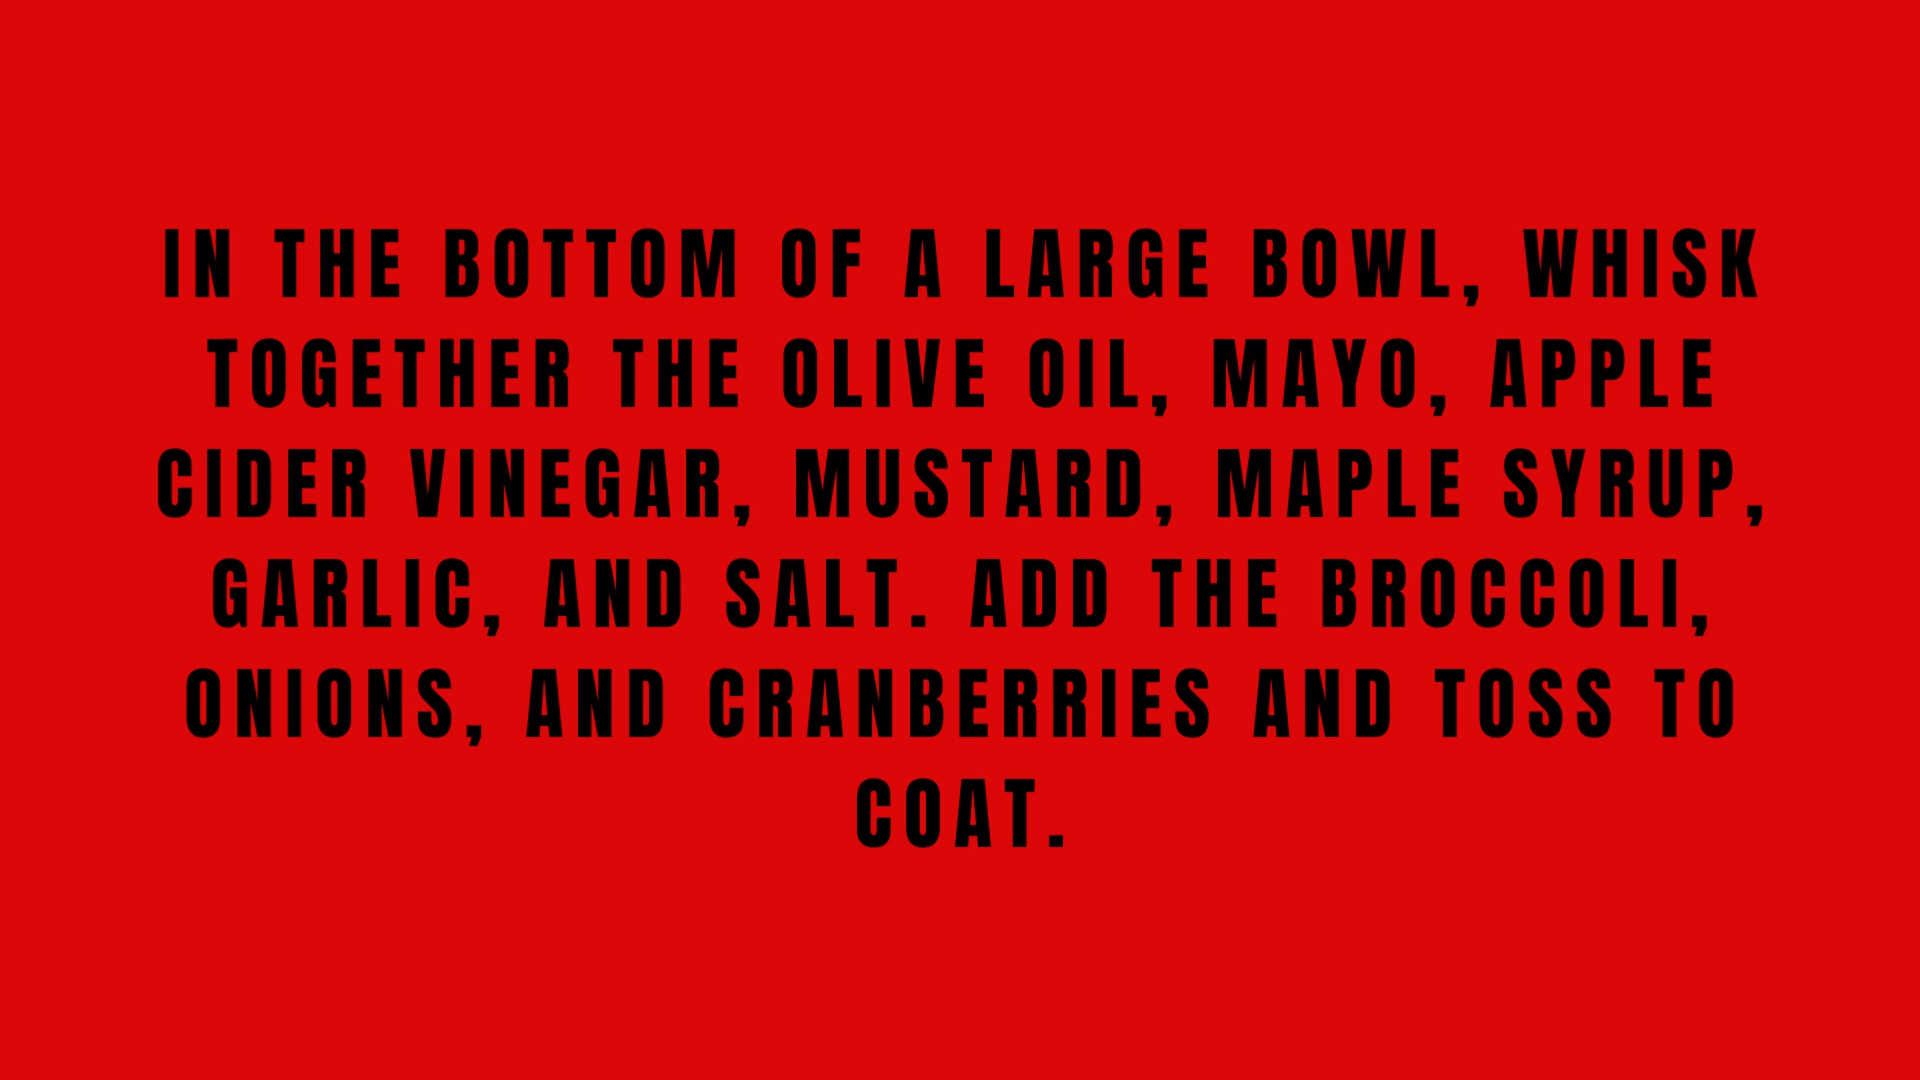 IN THE BOTTOM OF A LARGE BOWL, WHISK
TOGETHER THE OLIVE OIL, MAYO, APPLE
CIDER VINEGAR, MUSTARD, MAPLE SYRUP,
GARLIC, AND SALT. ADD THE BROCCOLI,
ONIONS, AND CRANBERRIES AND TOSS TO
COAT.